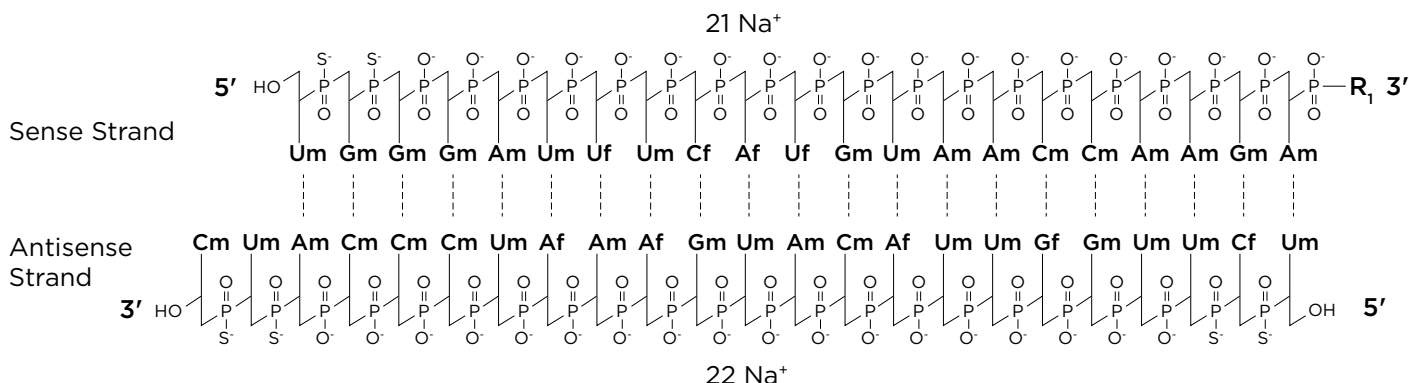 21 Na⁺
S⁻ S⁻ O⁻ O⁻ O⁻ O⁻ O⁻ O⁻ O⁻ O⁻ O⁻ O⁻ O⁻ O⁻ O⁻ O⁻ O⁻ O⁻ O⁻ O⁻ O⁻
5′ HO P P P P P P P P P P P P P P P P P P P P P R₁ 3′
O O O O O O O O O O O O O O O O O O O O O
Sense Strand
Um Gm Gm Gm Am Um Uf Um Cf Af Uf Gm Um Am Am Cm Cm Am Am Gm Am
Cm Um Am Cm Cm Cm Um Af Am Af Gm Um Am Cm Af Um Um Gf Gm Um Um Cf Um
Antisense
Strand
O O O O O O O O O O O O O O O O O O O O O O
3′ HO P P P P P P P P P P P P P P P P P P P P P P OH 5′
S⁻ S⁻ O⁻ O⁻ O⁻ O⁻ O⁻ O⁻ O⁻ O⁻ O⁻ O⁻ O⁻ O⁻ O⁻ O⁻ O⁻ O⁻ O⁻ O⁻ S⁻ S⁻
22 Na⁺